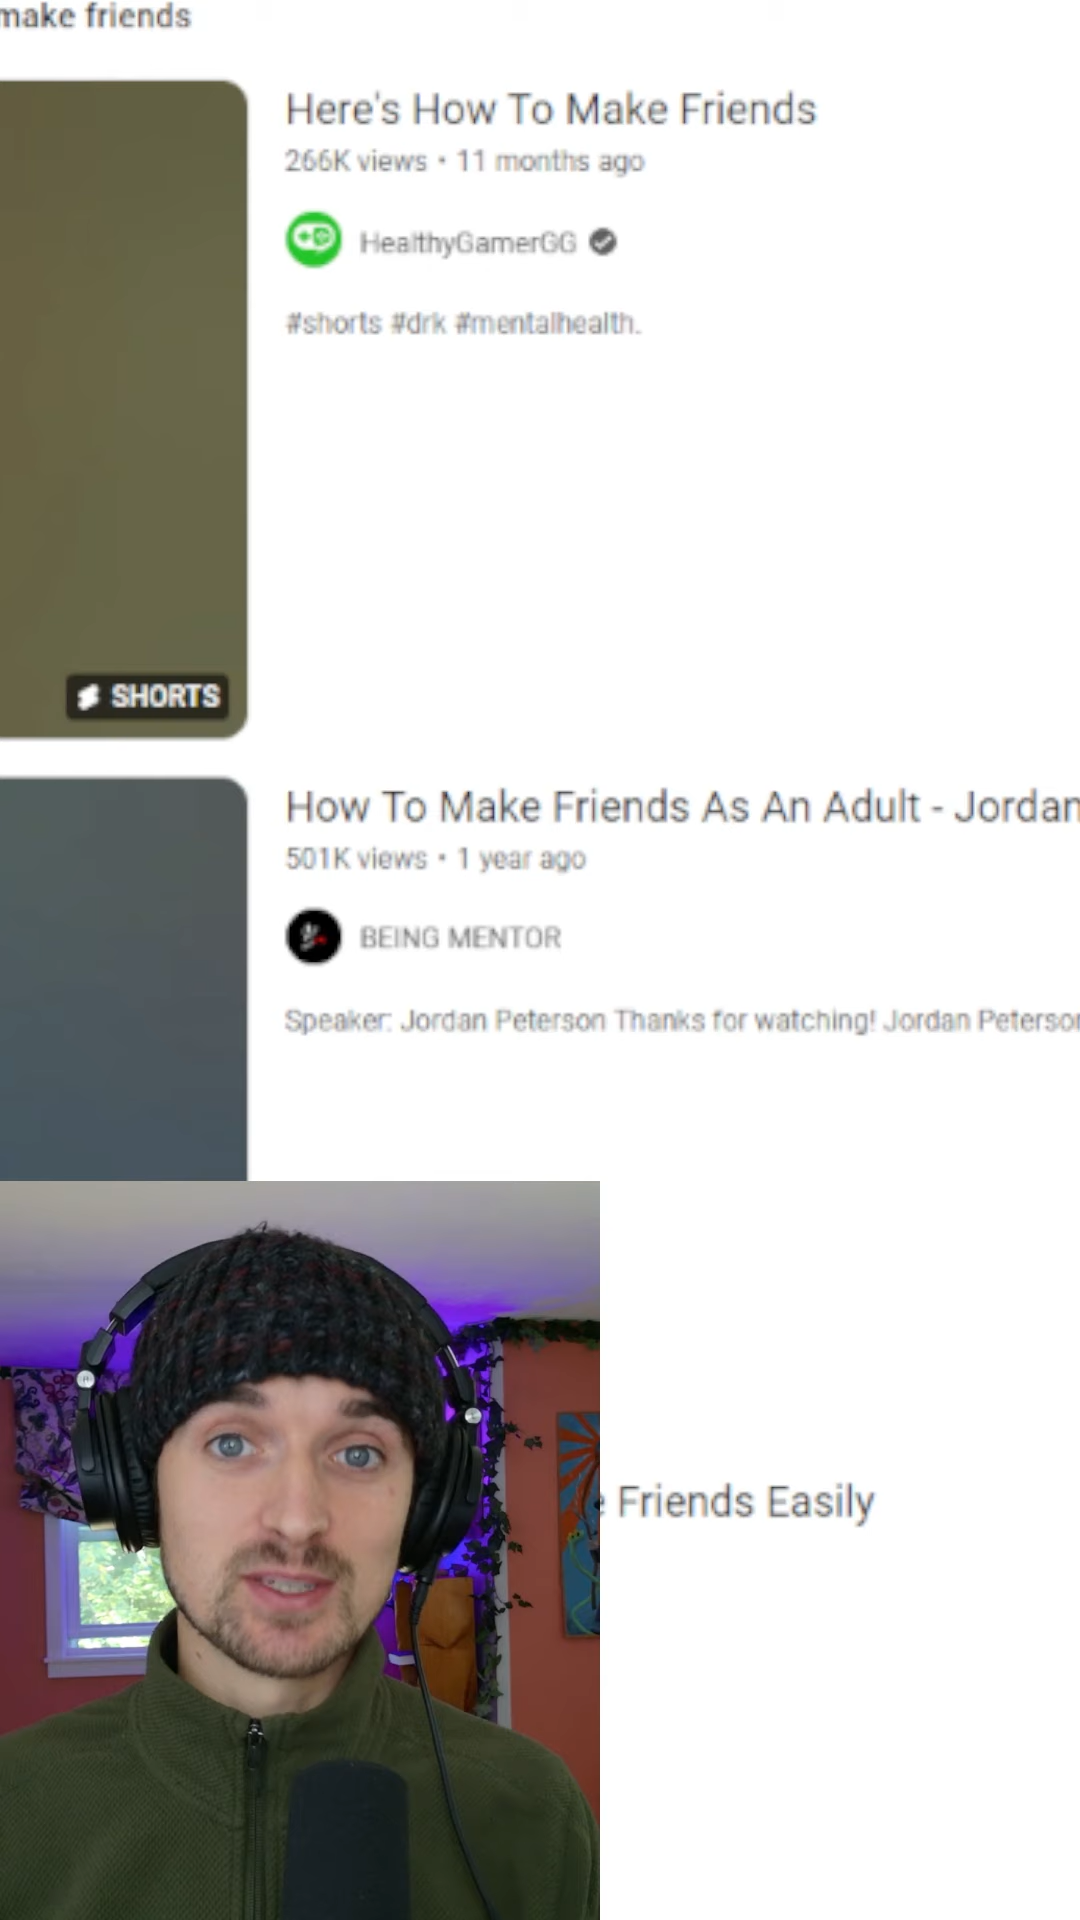 make friends
Here's How To Make Friends
266K views • 11 months ago
HealthyGamerGG
#shorts #drk #mentalhealth.
SHORTS
How To Make Friends As An Adult - Jordan
501K views • 1 year ago
BEING MENTOR
Speaker: Jordan Peterson Thanks for watching! Jordan Peterson
Friends Easily